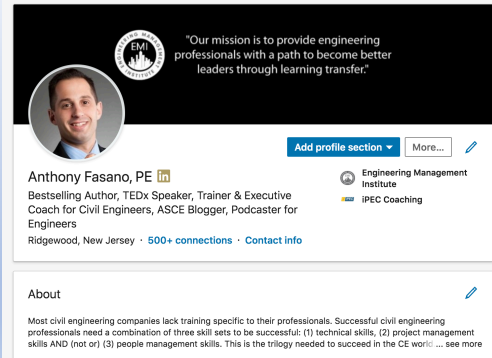 "Our mission is to provide engineering
professionals with a path to become better
leaders through learning transfer."
ENGINEERING MANAGEMENT
EMI
INSTITUTE
Add profile section
More...
Anthony Fasano, PE in
Engineering Management
Institute
iPEC Coaching
Bestselling Author, TEDx Speaker, Trainer & Executive
Coach for Civil Engineers, ASCE Blogger, Podcaster for
Engineers
Ridgewood, New Jersey · 500+ connections · Contact info
About
Most civil engineering companies lack training specific to their professionals. Successful civil engineering
professionals need a combination of three skill sets to be successful: (1) technical skills, (2) project management
skills AND (not or) (3) people management skills. This is the trilogy needed to succeed in the CE world ... see more